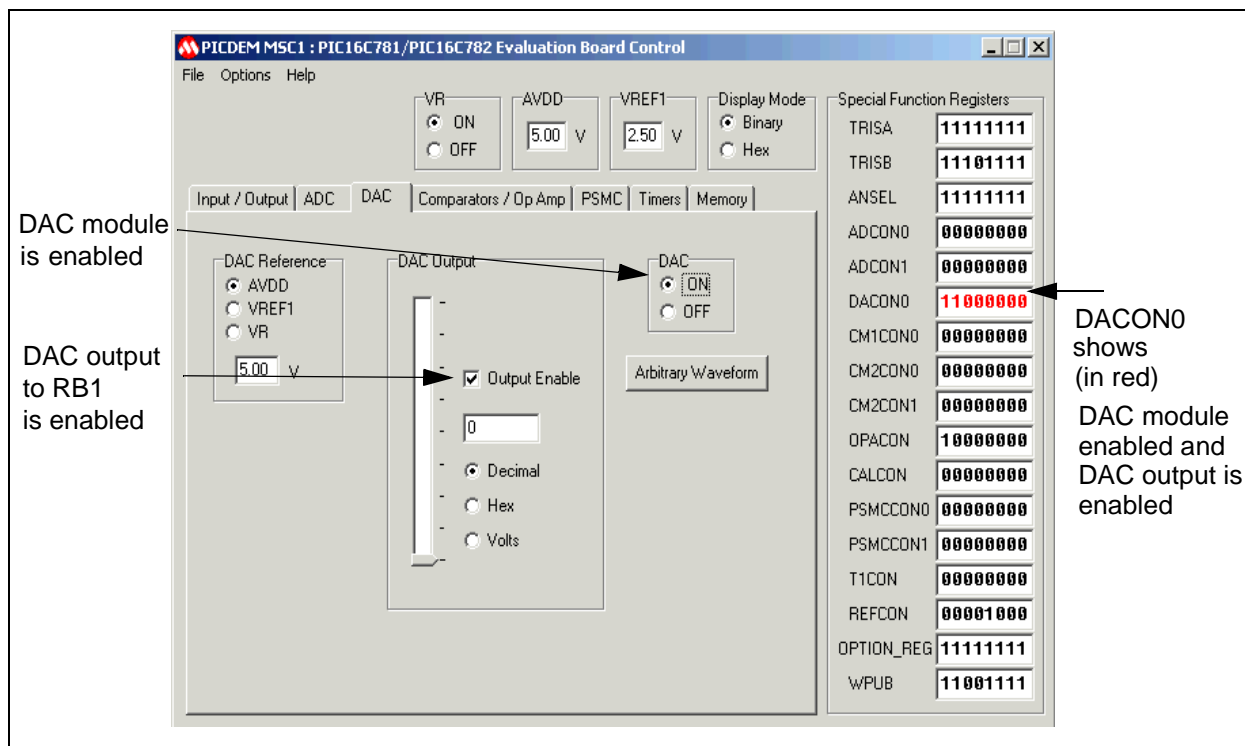 PICDEM MSC1 : PIC16C781/PIC16C782 Evaluation Board Control
File Options Help
VR
ON
OFF
AVDD
5.00 V
VREF1
2.50 V
Display Mode
Binary
Hex
Input / Output ADC DAC Comparators / Op Amp PSMC Timers Memory
DAC module
is enabled
DAC Reference
AVDD
VREF1
VR
5.00 V
DAC output
to RB1
is enabled
DAC Output
Output Enable
0
Decimal
Hex
Volts
DAC
ON
OFF
Arbitrary Waveform
Special Function Registers
TRISA 11111111
TRISB 11101111
ANSEL 11111111
ADCON0 00000000
ADCON1 00000000
DACON0 11000000
CM1CON0 00000000
CM2CON0 00000000
CM2CON1 00000000
OPACON 10000000
CALCON 00000000
PSMCCON0 00000000
PSMCCON1 00000000
T1CON 00000000
REFCON 00001000
OPTION_REG 11111111
WPUB 11001111
DACON0
shows
(in red)
DAC module
enabled and
DAC output is
enabled